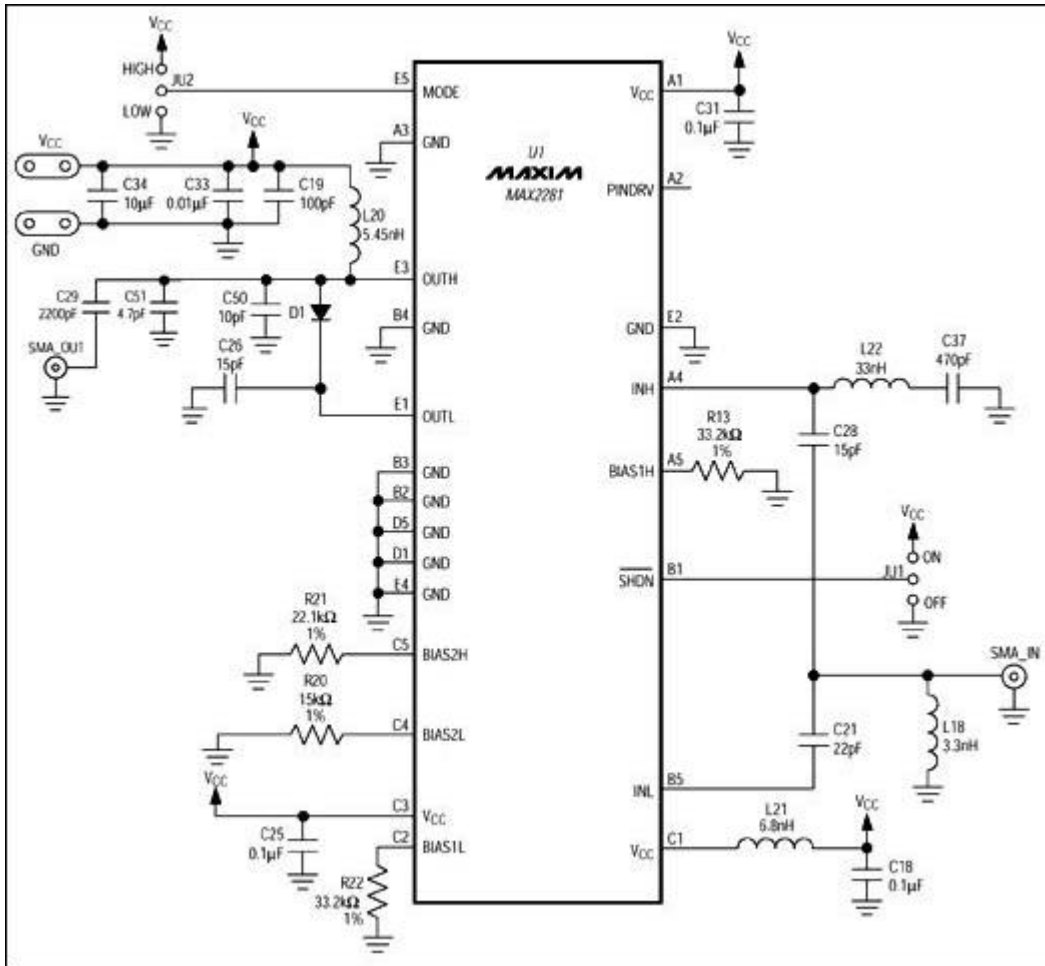 VCC
HIGH
JU2
LOW
VCC
GND
C34
10µF
C33
0.01µF
VCC
C19
100pF
L20
5.45nH
C29
2200pF
C51
4.7pF
C50
10pF
D1
SMA_OU1
C26
15pF
R21
22.1kΩ
1%
R20
15kΩ
1%
VCC
C25
0.1µF
R22
33.2kΩ
1%
E5
MODE
A3
GND
E3
OUTH
B4
GND
E1
OUTL
B3
GND
B2
GND
D5
GND
D1
GND
E4
GND
C5
BIAS2H
C4
BIAS2L
C3
VCC
C2
BIAS1L
U1
MAXIM
MAX2281
VCC
A1
PINDRV
A2
GND
E2
INH
A4
BIAS1H
A5
SHDN
B1
INL
B5
VCC
C1
VCC
C31
0.1µF
L22
33nH
C37
470pF
R13
33.2kΩ
1%
C28
15pF
VCC
ON
JU1
OFF
SMA_IN
C21
22pF
L18
3.3nH
L21
6.8nH
VCC
C18
0.1µF